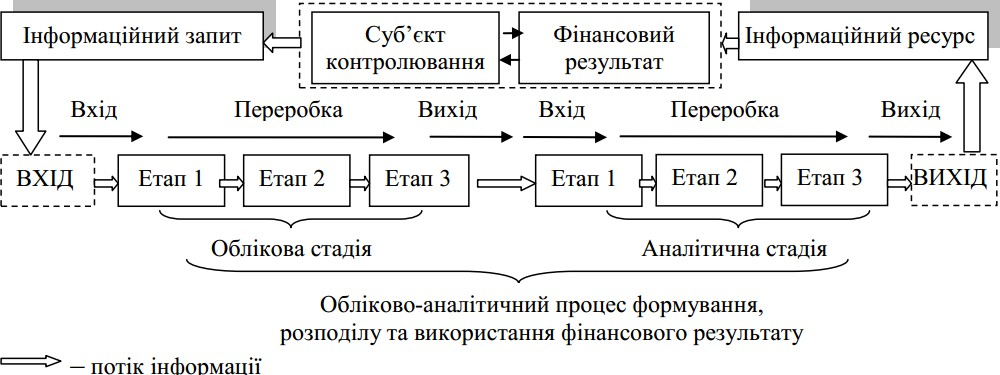 Інформаційний запит
Суб’єкт
контролювання
Фінансовий
результат
Інформаційний ресурс
Вхід
Переробка
Вихід
Вхід
Переробка
Вихід
ВХІД
Етап 1
Етап 2
Етап 3
Етап 1
Етап 2
Етап 3
ВИХІД
Облікова стадія
Аналітична стадія
Обліково-аналітичний процес формування,
розподілу та використання фінансового результату
– потік інформації